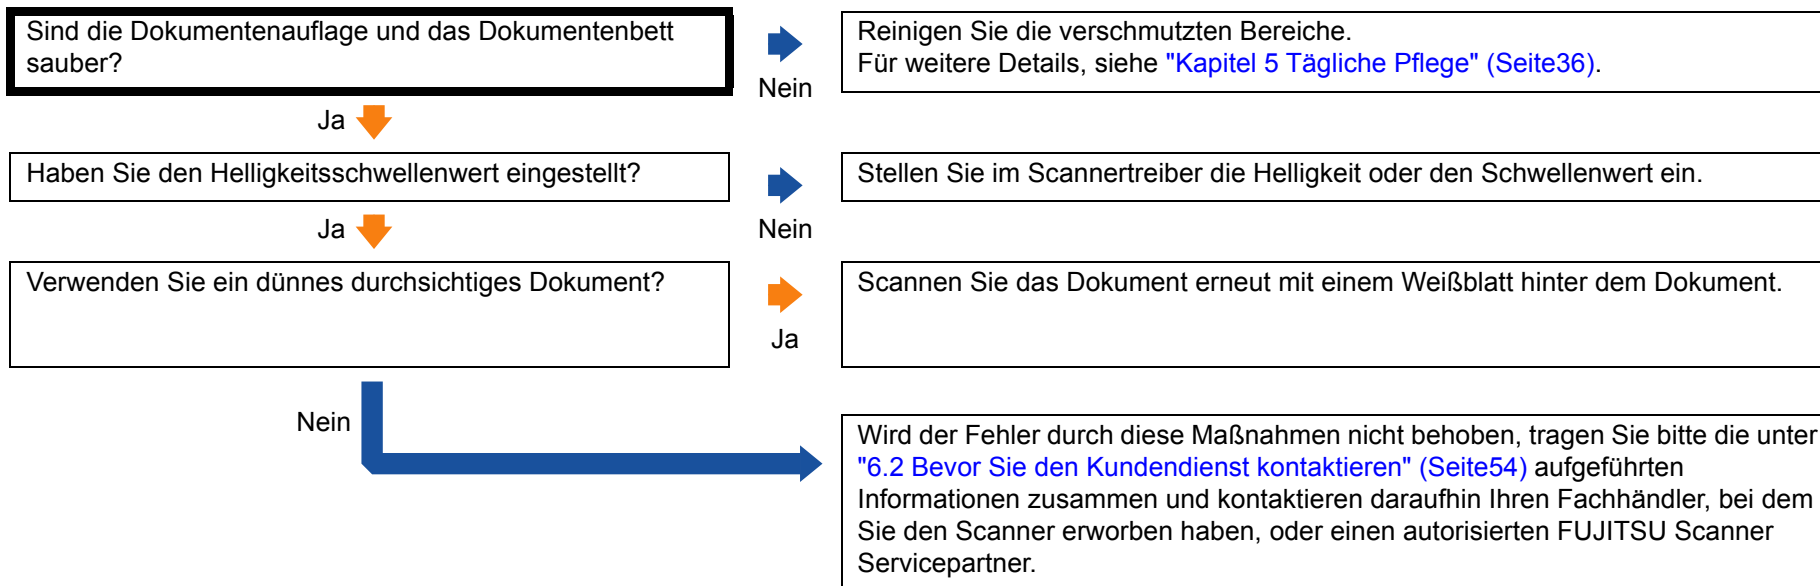 Sind die Dokumentenauflage und das Dokumentenbett
sauber?
Nein
Reinigen Sie die verschmutzten Bereiche.
Für weitere Details, siehe "Kapitel 5 Tägliche Pflege" (Seite36).
Ja
Haben Sie den Helligkeitsschwellenwert eingestellt?
Nein
Stellen Sie im Scannertreiber die Helligkeit oder den Schwellenwert ein.
Ja
Verwenden Sie ein dünnes durchsichtiges Dokument?
Ja
Scannen Sie das Dokument erneut mit einem Weißblatt hinter dem Dokument.
Nein
Wird der Fehler durch diese Maßnahmen nicht behoben, tragen Sie bitte die unter
"6.2 Bevor Sie den Kundendienst kontaktieren" (Seite54) aufgeführten
Informationen zusammen und kontaktieren daraufhin Ihren Fachhändler, bei dem
Sie den Scanner erworben haben, oder einen autorisierten FUJITSU Scanner
Servicepartner.